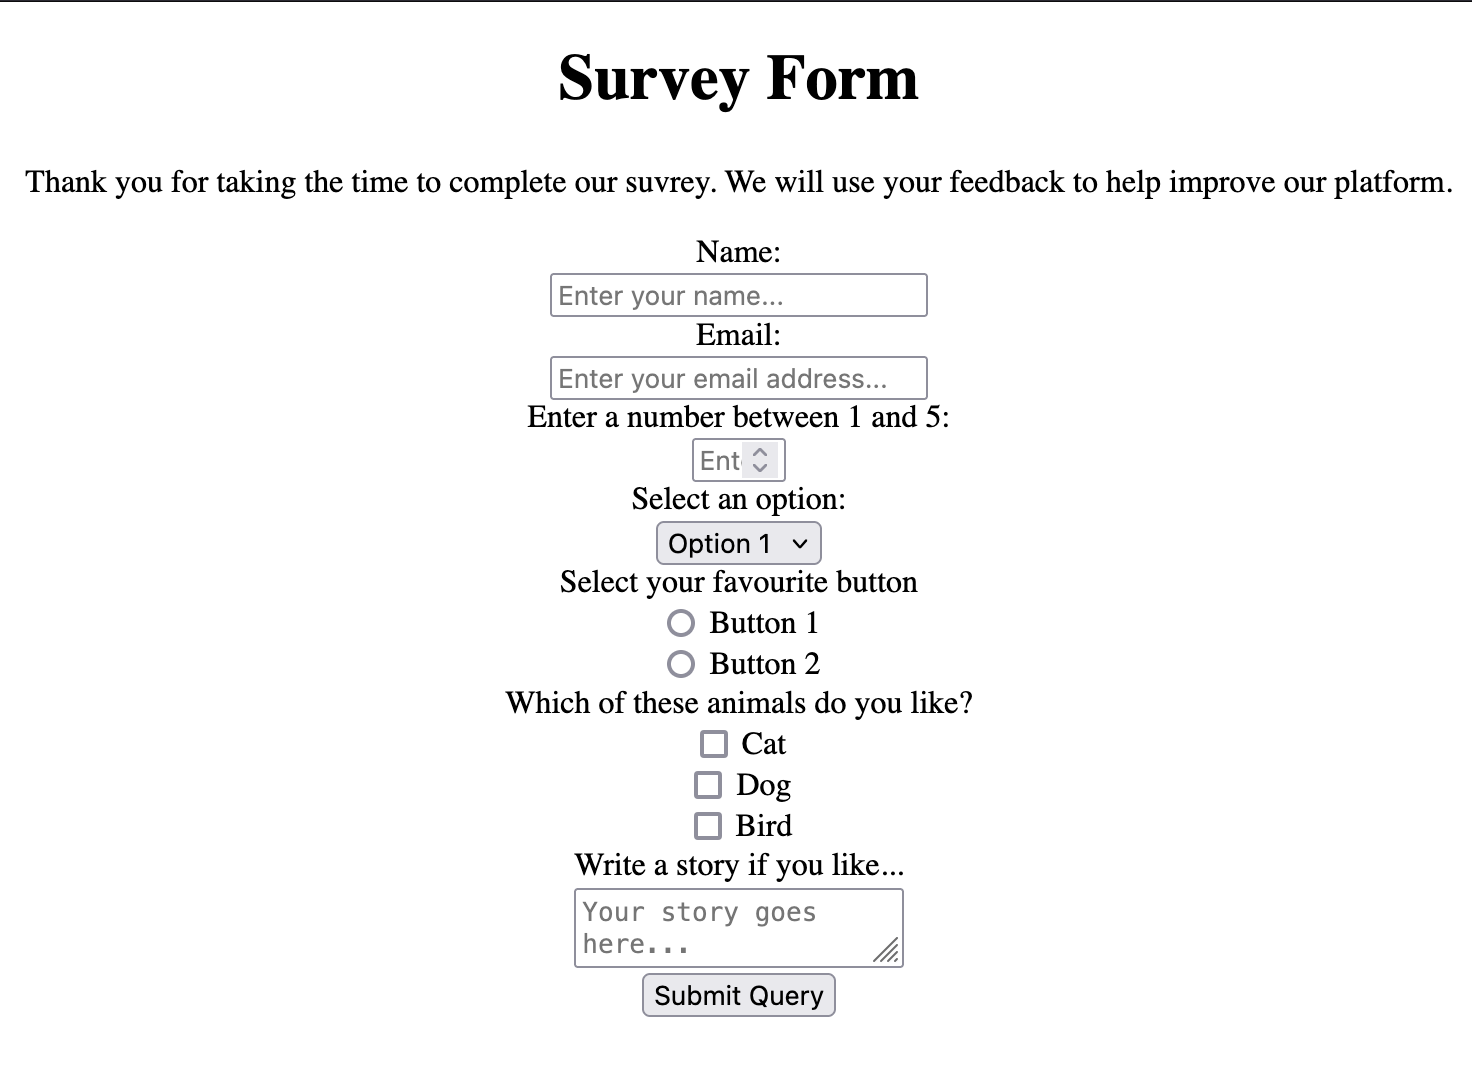 Survey Form
Thank you for taking the time to complete our suvrey. We will use your feedback to help improve our platform.
Name:
Enter your name...
Email:
Enter your email address...
Enter a number between 1 and 5:
Ent
Select an option:
Option 1
Select your favourite button
Button 1
Button 2
Which of these animals do you like?
Cat
Dog
Bird
Write a story if you like...
Your story goes
here...
Submit Query